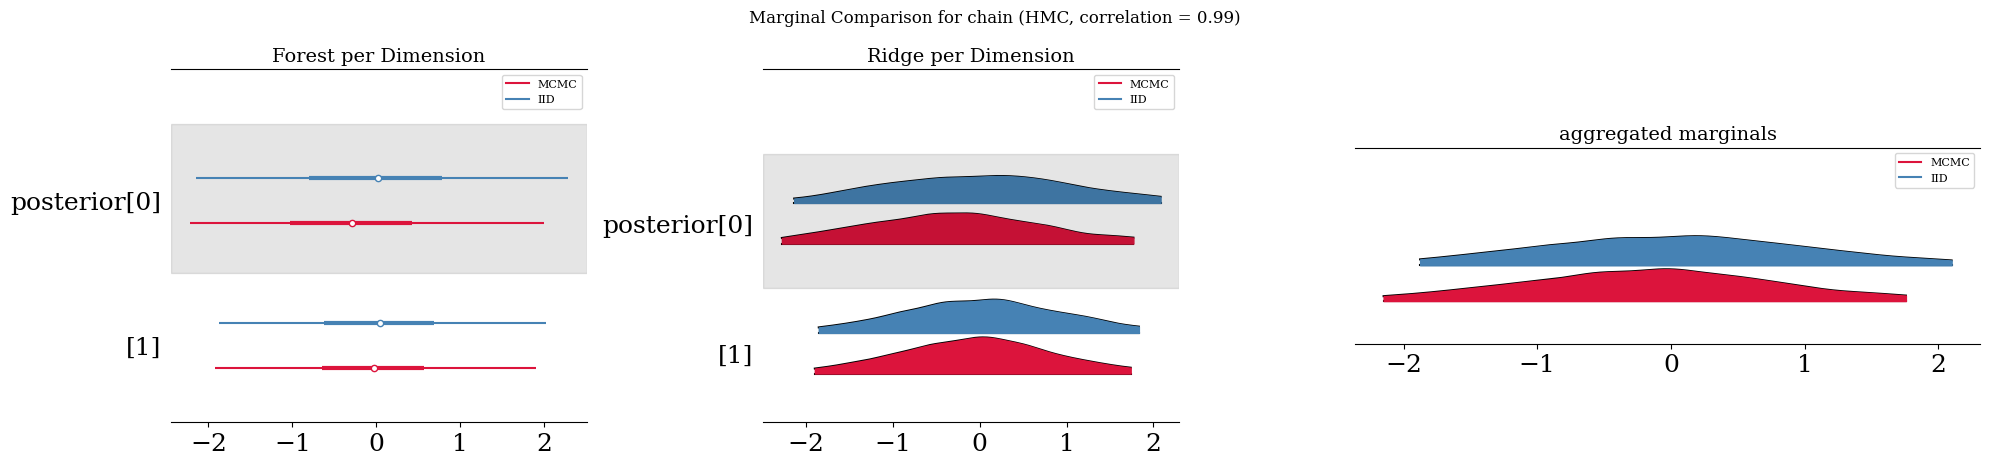 Marginal Comparison for chain (HMC, correlation = 0.99)
Forest per Dimension
MCMC
IID
posterior[0]
[1]
−2 −1 0 1 2
Ridge per Dimension
MCMC
IID
posterior[0]
[1]
−2 −1 0 1 2
aggregated marginals
MCMC
IID
−2 −1 0 1 2